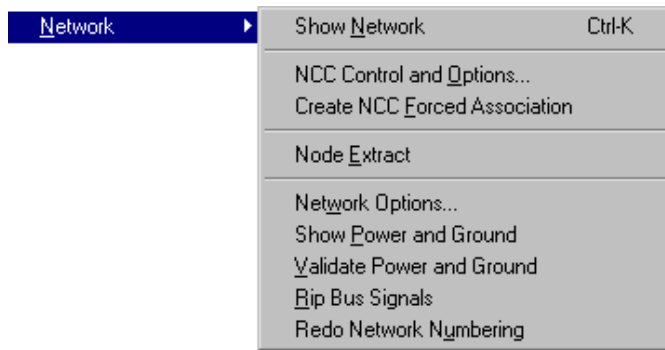 Network
Show Network Ctrl-K
NCC Control and Options...
Create NCC Forced Association
Node Extract
Network Options...
Show Power and Ground
Validate Power and Ground
Rip Bus Signals
Redo Network Numbering